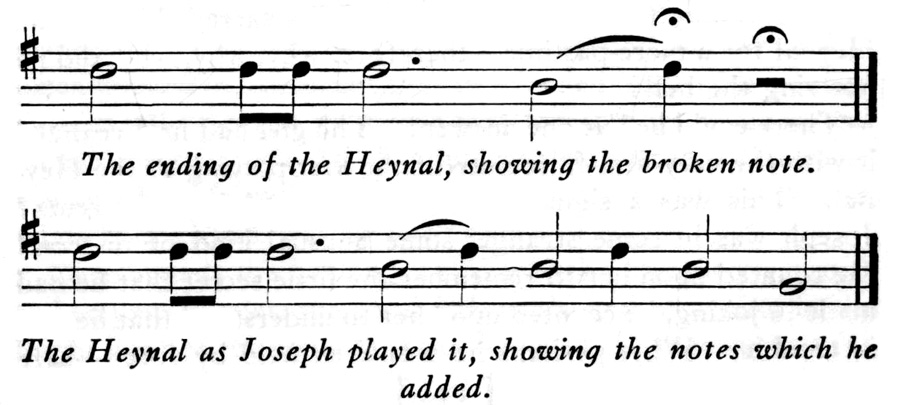 The ending of the Heynal, showing the broken note.
The Heynal as Joseph played it, showing the notes which he
added.